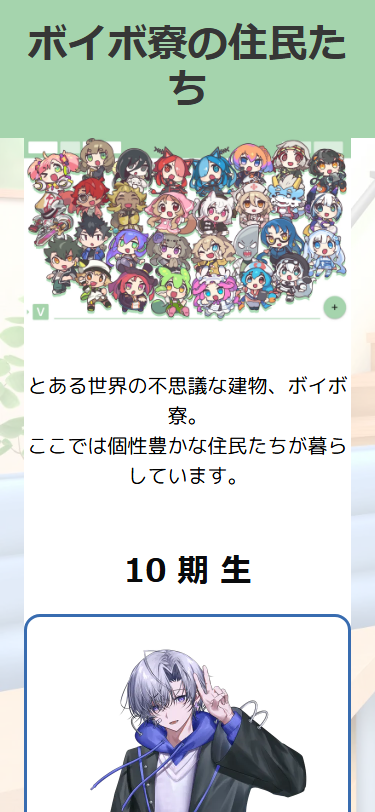 ボイボ寮の住民た
ち
V
+
とある世界の不思議な建物、ボイボ
寮。
ここでは個性豊かな住民たちが暮ら
しています。
10 期 生